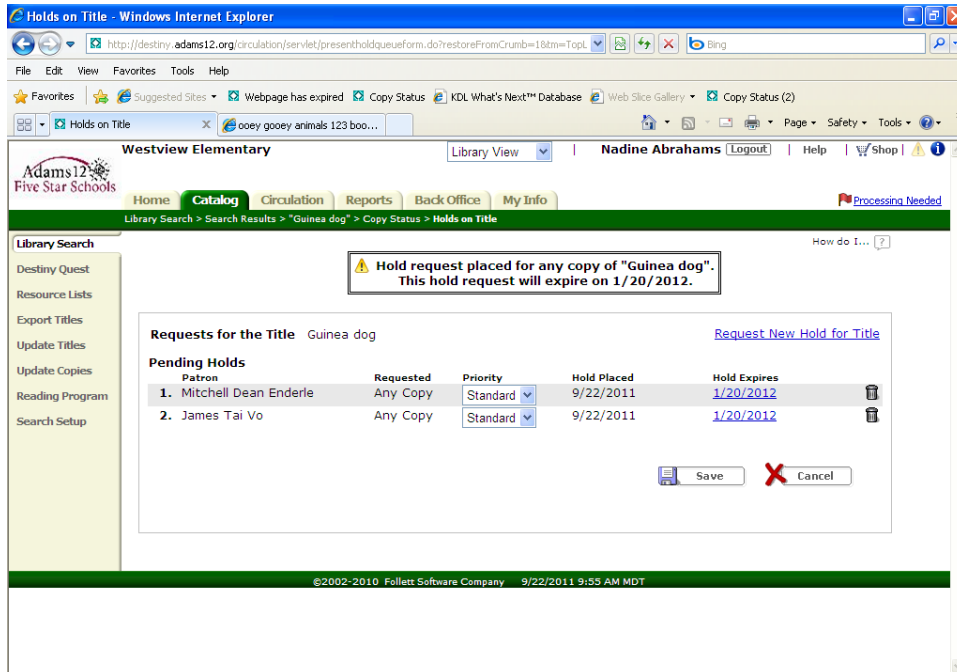 Holds on Title - Windows Internet Explorer
http://destiny.adams12.org/circulation/servlet/presentholdqueueform.do?restoreFromCrumb=1&tm=TopL
Bing
File Edit View Favorites Tools Help
Favorites Suggested Sites Webpage has expired Copy Status KDL What's Next™ Database Web Slice Gallery Copy Status (2)
Holds on Title X ooey gooey animals 123 boo... Page Safety Tools
Westview Elementary Library View | Nadine Abrahams Logout | Help | Shop |
Adams12
Five Star Schools
Home Catalog Circulation Reports Back Office My Info Processing Needed
Library Search > Search Results > "Guinea dog" > Copy Status > Holds on Title
Library Search
How do I... ?
Destiny Quest
Resource Lists
Export Titles
Update Titles
Update Copies
Reading Program
Search Setup
Hold request placed for any copy of "Guinea dog".
This hold request will expire on 1/20/2012.
Requests for the Title Guinea dog Request New Hold for Title
Pending Holds
Patron Requested Priority Hold Placed Hold Expires
1. Mitchell Dean Enderle Any Copy Standard 9/22/2011 1/20/2012
2. James Tai Vo Any Copy Standard 9/22/2011 1/20/2012
Save Cancel
©2002-2010 Follett Software Company 9/22/2011 9:55 AM MDT